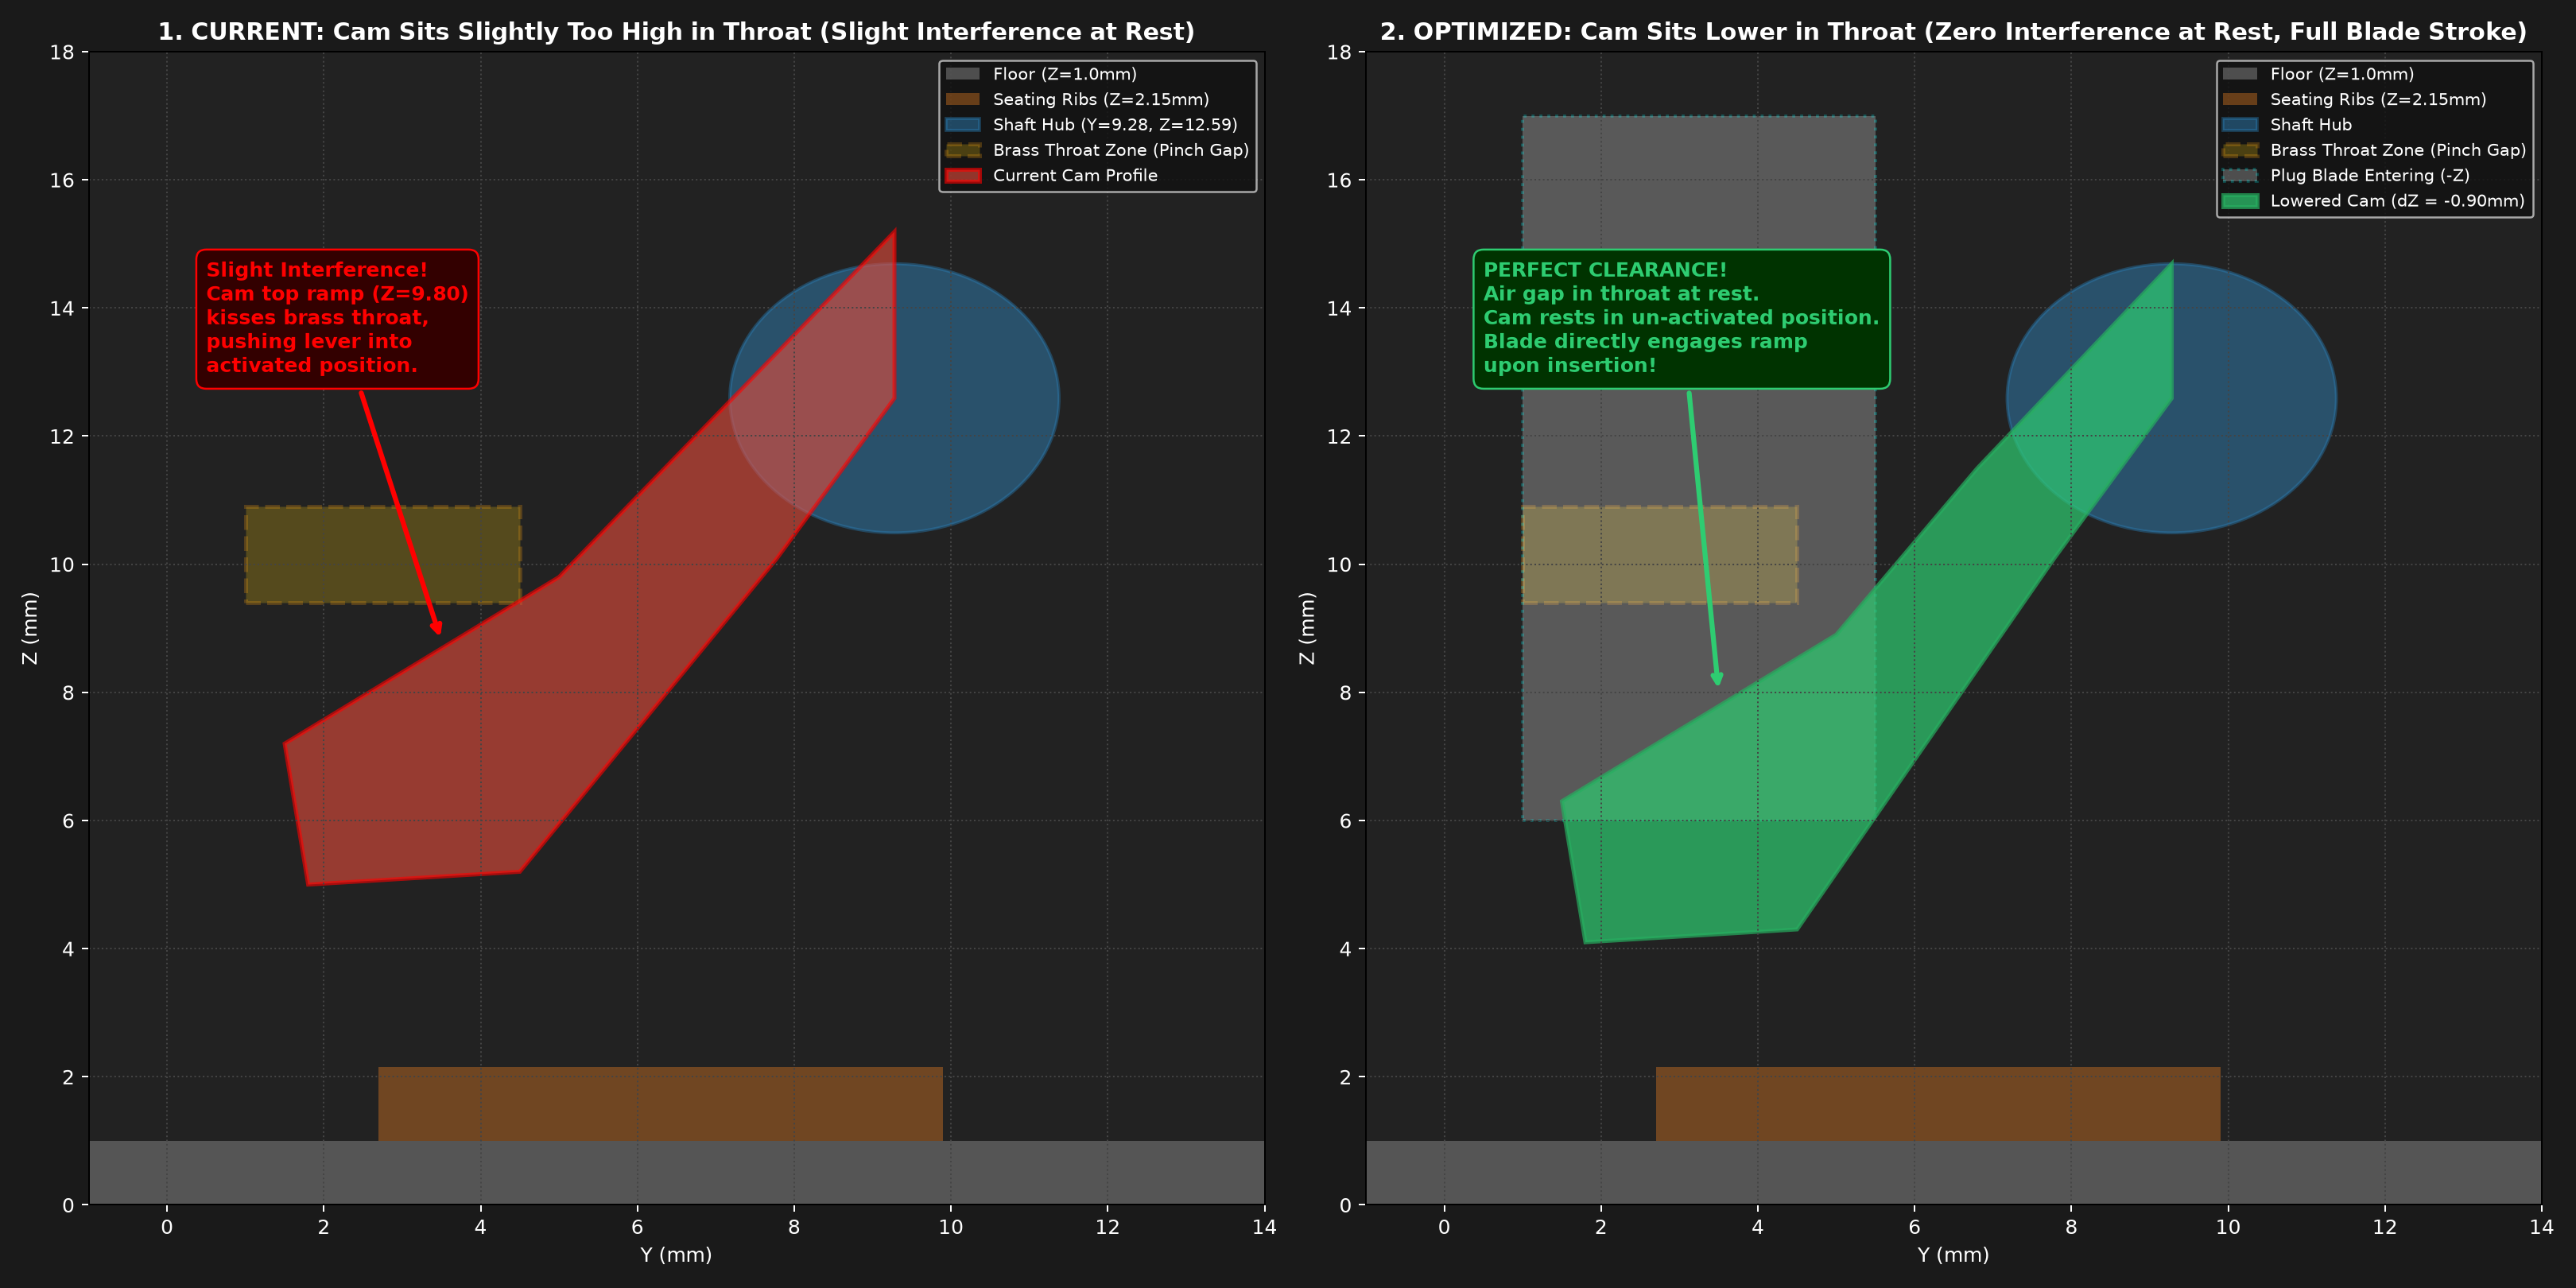 1. CURRENT: Cam Sits Slightly Too High in Throat (Slight Interference at Rest)
18
16
14
12
10
8
6
4
2
0
Z (mm)
0
2
4
6
8
10
12
14
Y (mm)
Floor (Z=1.0mm)
Seating Ribs (Z=2.15mm)
Shaft Hub (Y=9.28, Z=12.59)
Brass Throat Zone (Pinch Gap)
Current Cam Profile
Slight Interference!
Cam top ramp (Z=9.80)
kisses brass throat,
pushing lever into
activated position.
2. OPTIMIZED: Cam Sits Lower in Throat (Zero Interference at Rest, Full Blade Stroke)
18
16
14
12
10
8
6
4
2
0
Z (mm)
0
2
4
6
8
10
12
14
Y (mm)
Floor (Z=1.0mm)
Seating Ribs (Z=2.15mm)
Shaft Hub
Brass Throat Zone (Pinch Gap)
Plug Blade Entering (-Z)
Lowered Cam (dZ = -0.90mm)
PERFECT CLEARANCE!
Air gap in throat at rest.
Cam rests in un-activated position.
Blade directly engages ramp
upon insertion!